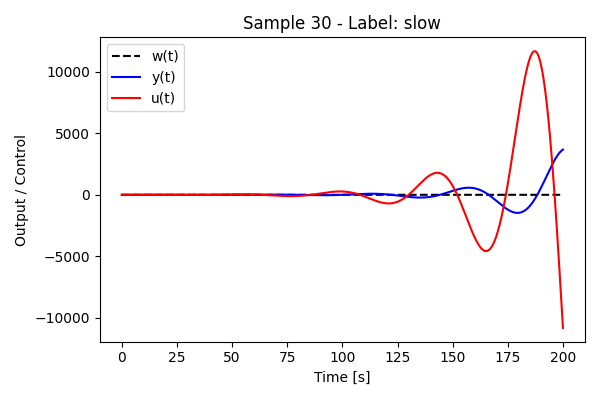 Sample 30 - Label: slow
w(t)
y(t)
u(t)
Output / Control
10000
5000
0
−5000
−10000
0 25 50 75 100 125 150 175 200
Time [s]